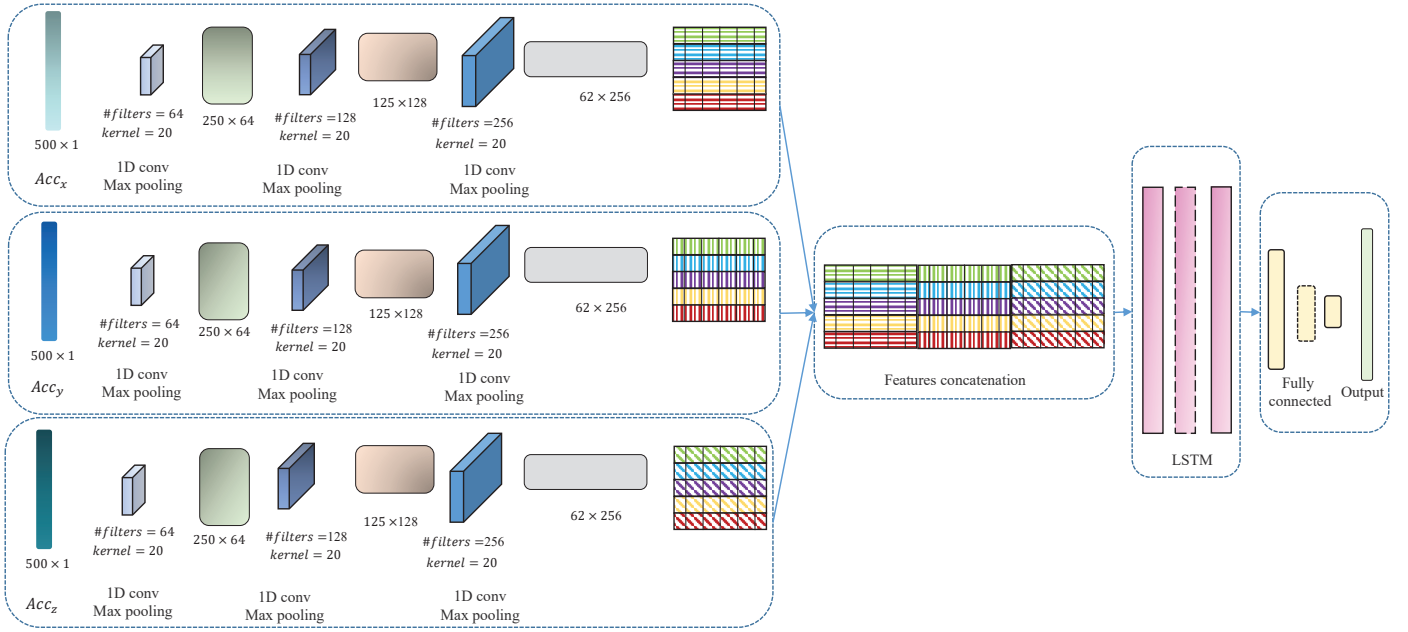 500 × 1
Acc_x
#filters = 64
kernel = 20
1D conv
Max pooling
250 × 64
#filters =128
kernel = 20
1D conv
Max pooling
125 ×128
#filters =256
kernel = 20
1D conv
Max pooling
62 × 256
500 × 1
Acc_y
#filters = 64
kernel = 20
1D conv
Max pooling
250 × 64
#filters =128
kernel = 20
1D conv
Max pooling
125 ×128
#filters =256
kernel = 20
1D conv
Max pooling
62 × 256
500 × 1
Acc_z
#filters = 64
kernel = 20
1D conv
Max pooling
250 × 64
#filters =128
kernel = 20
1D conv
Max pooling
125 ×128
#filters =256
kernel = 20
1D conv
Max pooling
62 × 256
Features concatenation
LSTM
Fully
connected
Output